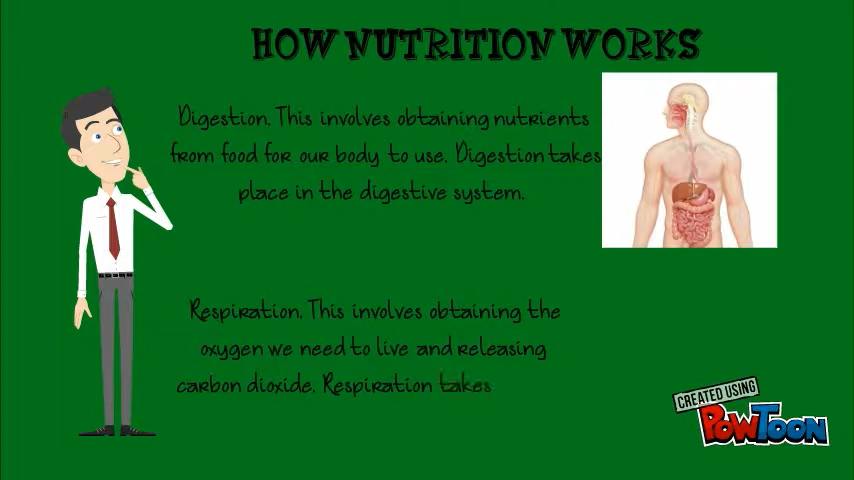 HOW NUTRITION WORKS
Digestion. This involves obtaining nutrients
from food for our body to use. Digestion takes
place in the digestive system.
Respiration. This involves obtaining the
oxygen we need to live and releasing
carbon dioxide. Respiration takes
CREATED USING
POWTOON